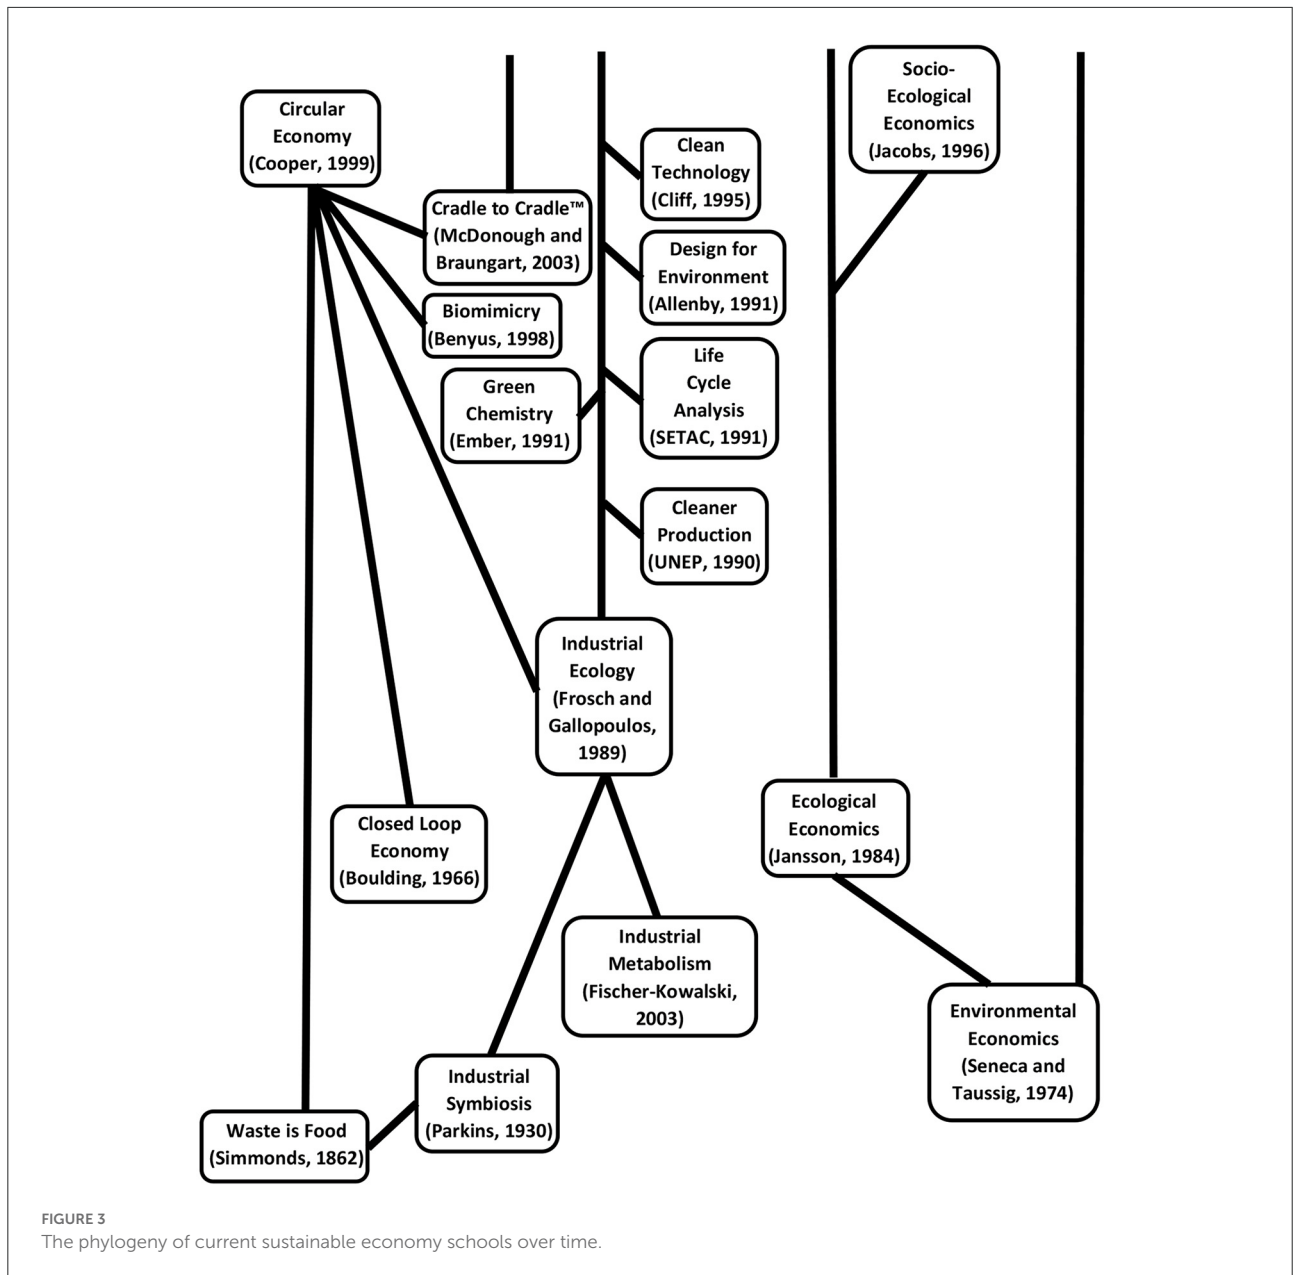 Circular
Economy
(Cooper, 1999)
Socio-
Ecological
Economics
(Jacobs, 1996)
Clean
Technology
(Cliff, 1995)
Cradle to Cradle™
(McDonough and
Braungart, 2003)
Design for
Environment
(Allenby, 1991)
Biomimicry
(Benyus, 1998)
Life
Cycle
Analysis
(SETAC, 1991)
Green
Chemistry
(Ember, 1991)
Cleaner
Production
(UNEP, 1990)
Industrial
Ecology
(Frosch and
Gallopoulos,
1989)
Ecological
Economics
(Jansson, 1984)
Closed Loop
Economy
(Boulding, 1966)
Industrial
Metabolism
(Fischer-Kowalski,
2003)
Environmental
Economics
(Seneca and
Taussig, 1974)
Industrial
Symbiosis
(Parkins, 1930)
Waste is Food
(Simmonds, 1862)
FIGURE 3
The phylogeny of current sustainable economy schools over time.